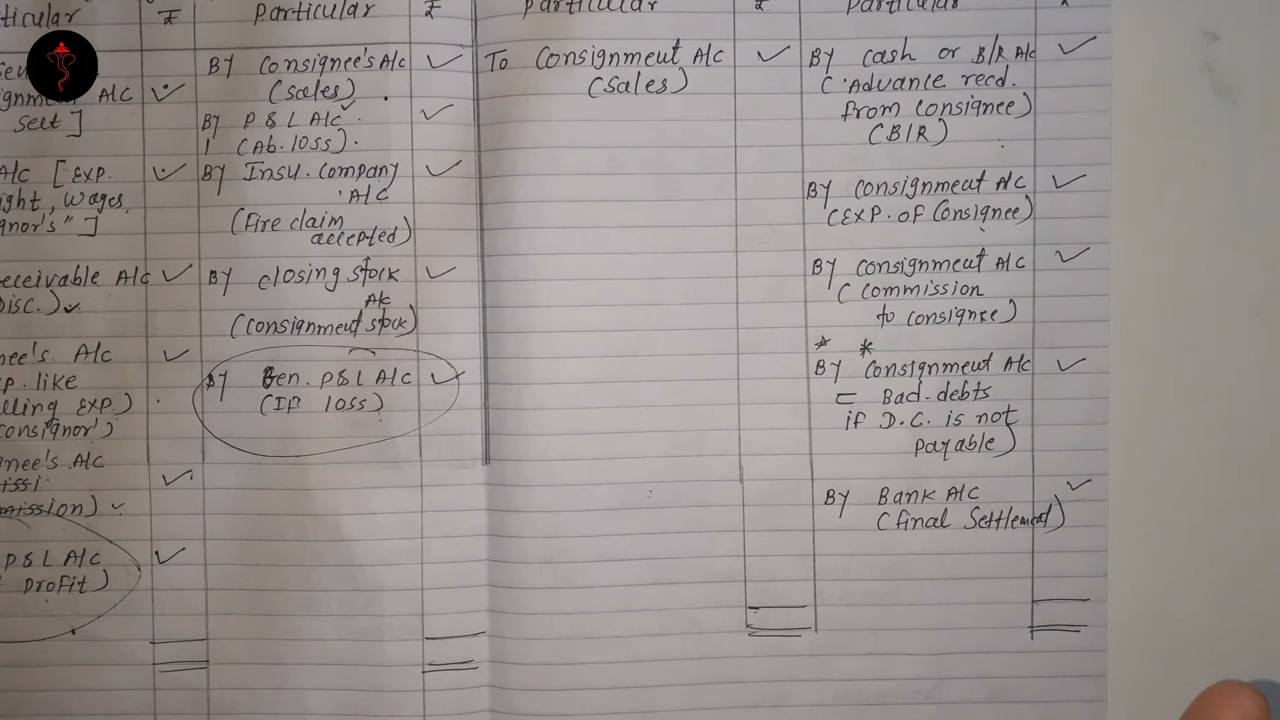 ticular ₹ Particular ₹
By Consignee's A/c
(sales).
By P&L A/c.
(Ab. loss).
By Insu. company
A/c
(Fire claim
accepted)
By closing stock
A/c
(consignment stock)
By Gen. P&L A/c
(If loss)
A/c
sert]
A/c [Exp.
ight, wages,
gnor's"]
eceivable A/c
Disc.)
nee's A/c
p. like
lling Exp.)
consignor')
gnee's A/c
issi.
mission)
P&L A/c
profit)
Particular ₹ Particular
To Consignment A/c
(sales)
By cash or B/R A/c
(Advance recd.
from consignee)
(B/R)
By consignment A/c
(Exp. of Consignee)
By consignment A/c
(commission
to consignee)
By Consignment A/c
Bad-debts
if D.C. is not
payable)
By Bank A/c
(final Settlement)